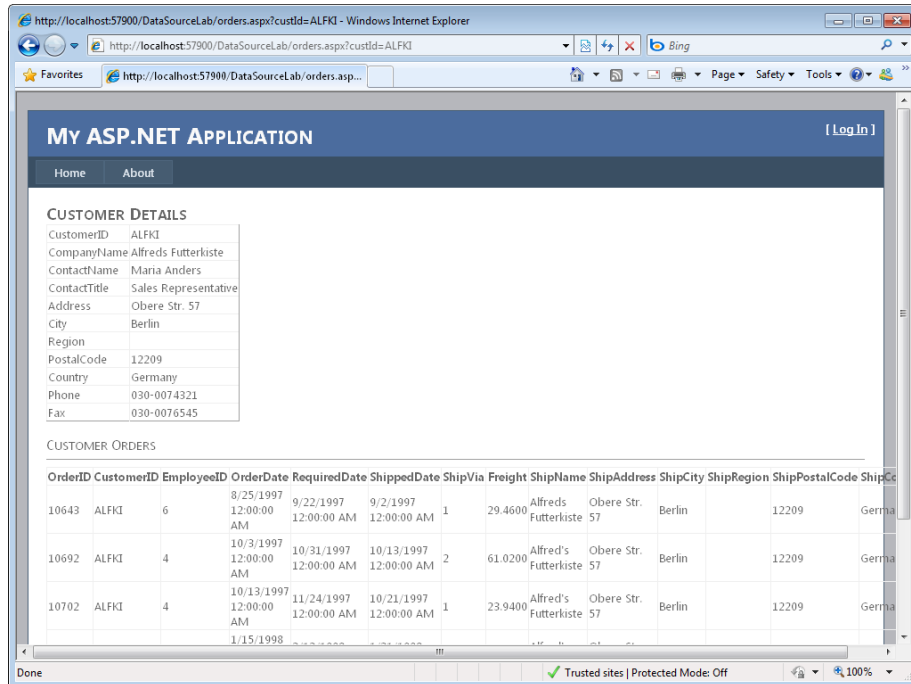 http://localhost:57900/DataSourceLab/orders.aspx?custId=ALFKI - Windows Internet Explorer
http://localhost:57900/DataSourceLab/orders.aspx?custId=ALFKI
Bing
Favorites
http://localhost:57900/DataSourceLab/orders.asp...
Page Safety Tools
MY ASP.NET APPLICATION
[ Log In ]
Home About
CUSTOMER DETAILS
CustomerID ALFKI
CompanyName Alfreds Futterkiste
ContactName Maria Anders
ContactTitle Sales Representative
Address Obere Str. 57
City Berlin
Region
PostalCode 12209
Country Germany
Phone 030-0074321
Fax 030-0076545
CUSTOMER ORDERS
OrderID CustomerID EmployeeID OrderDate RequiredDate ShippedDate ShipVia Freight ShipName ShipAddress ShipCity ShipRegion ShipPostalCode ShipCo
10643 ALFKI 6 8/25/1997 12:00:00 AM 9/22/1997 12:00:00 AM 9/2/1997 12:00:00 AM 1 29.4600 Alfreds Futterkiste Obere Str. 57 Berlin 12209 Germa
10692 ALFKI 4 10/3/1997 12:00:00 AM 10/31/1997 12:00:00 AM 10/13/1997 12:00:00 AM 2 61.0200 Alfred's Futterkiste Obere Str. 57 Berlin 12209 Germa
10702 ALFKI 4 10/13/1997 12:00:00 AM 11/24/1997 12:00:00 AM 10/21/1997 12:00:00 AM 1 23.9400 Alfred's Futterkiste Obere Str. 57 Berlin 12209 Germa
1/15/1998
Done
Trusted sites | Protected Mode: Off
100%